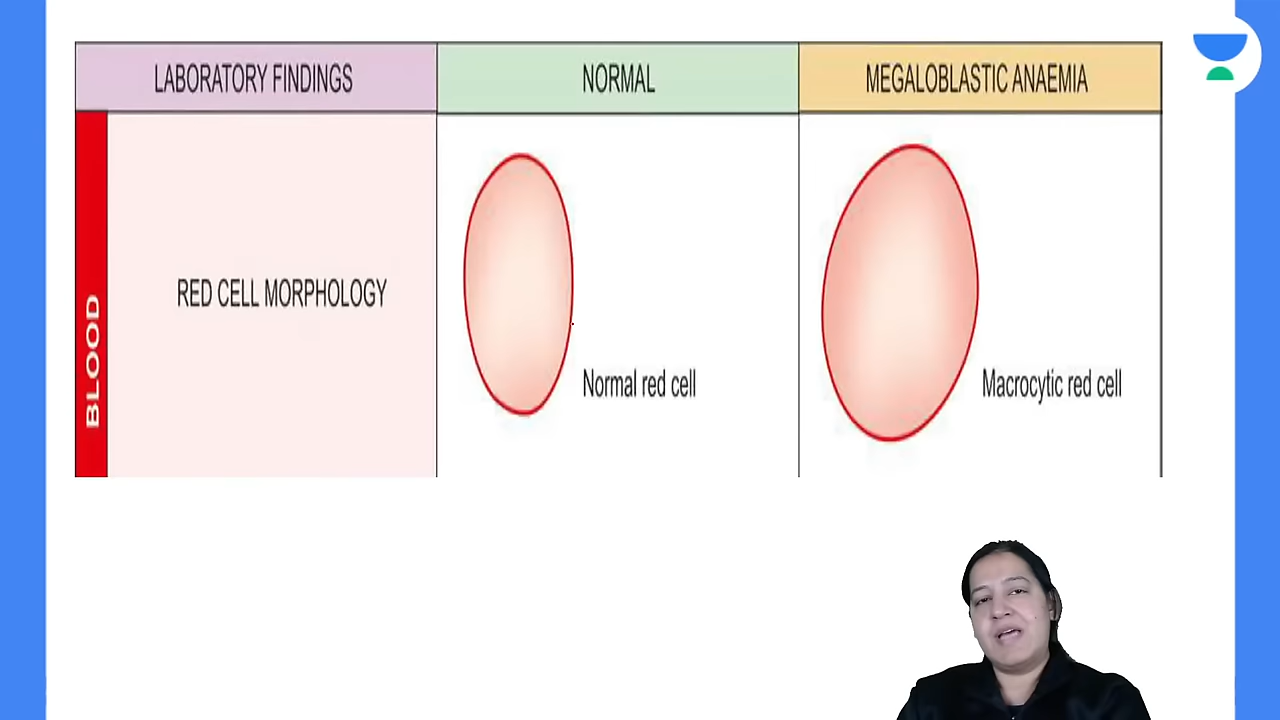 LABORATORY FINDINGS
NORMAL
MEGALOBLASTIC ANAEMIA
BLOOD
RED CELL MORPHOLOGY
Normal red cell
Macrocytic red cell